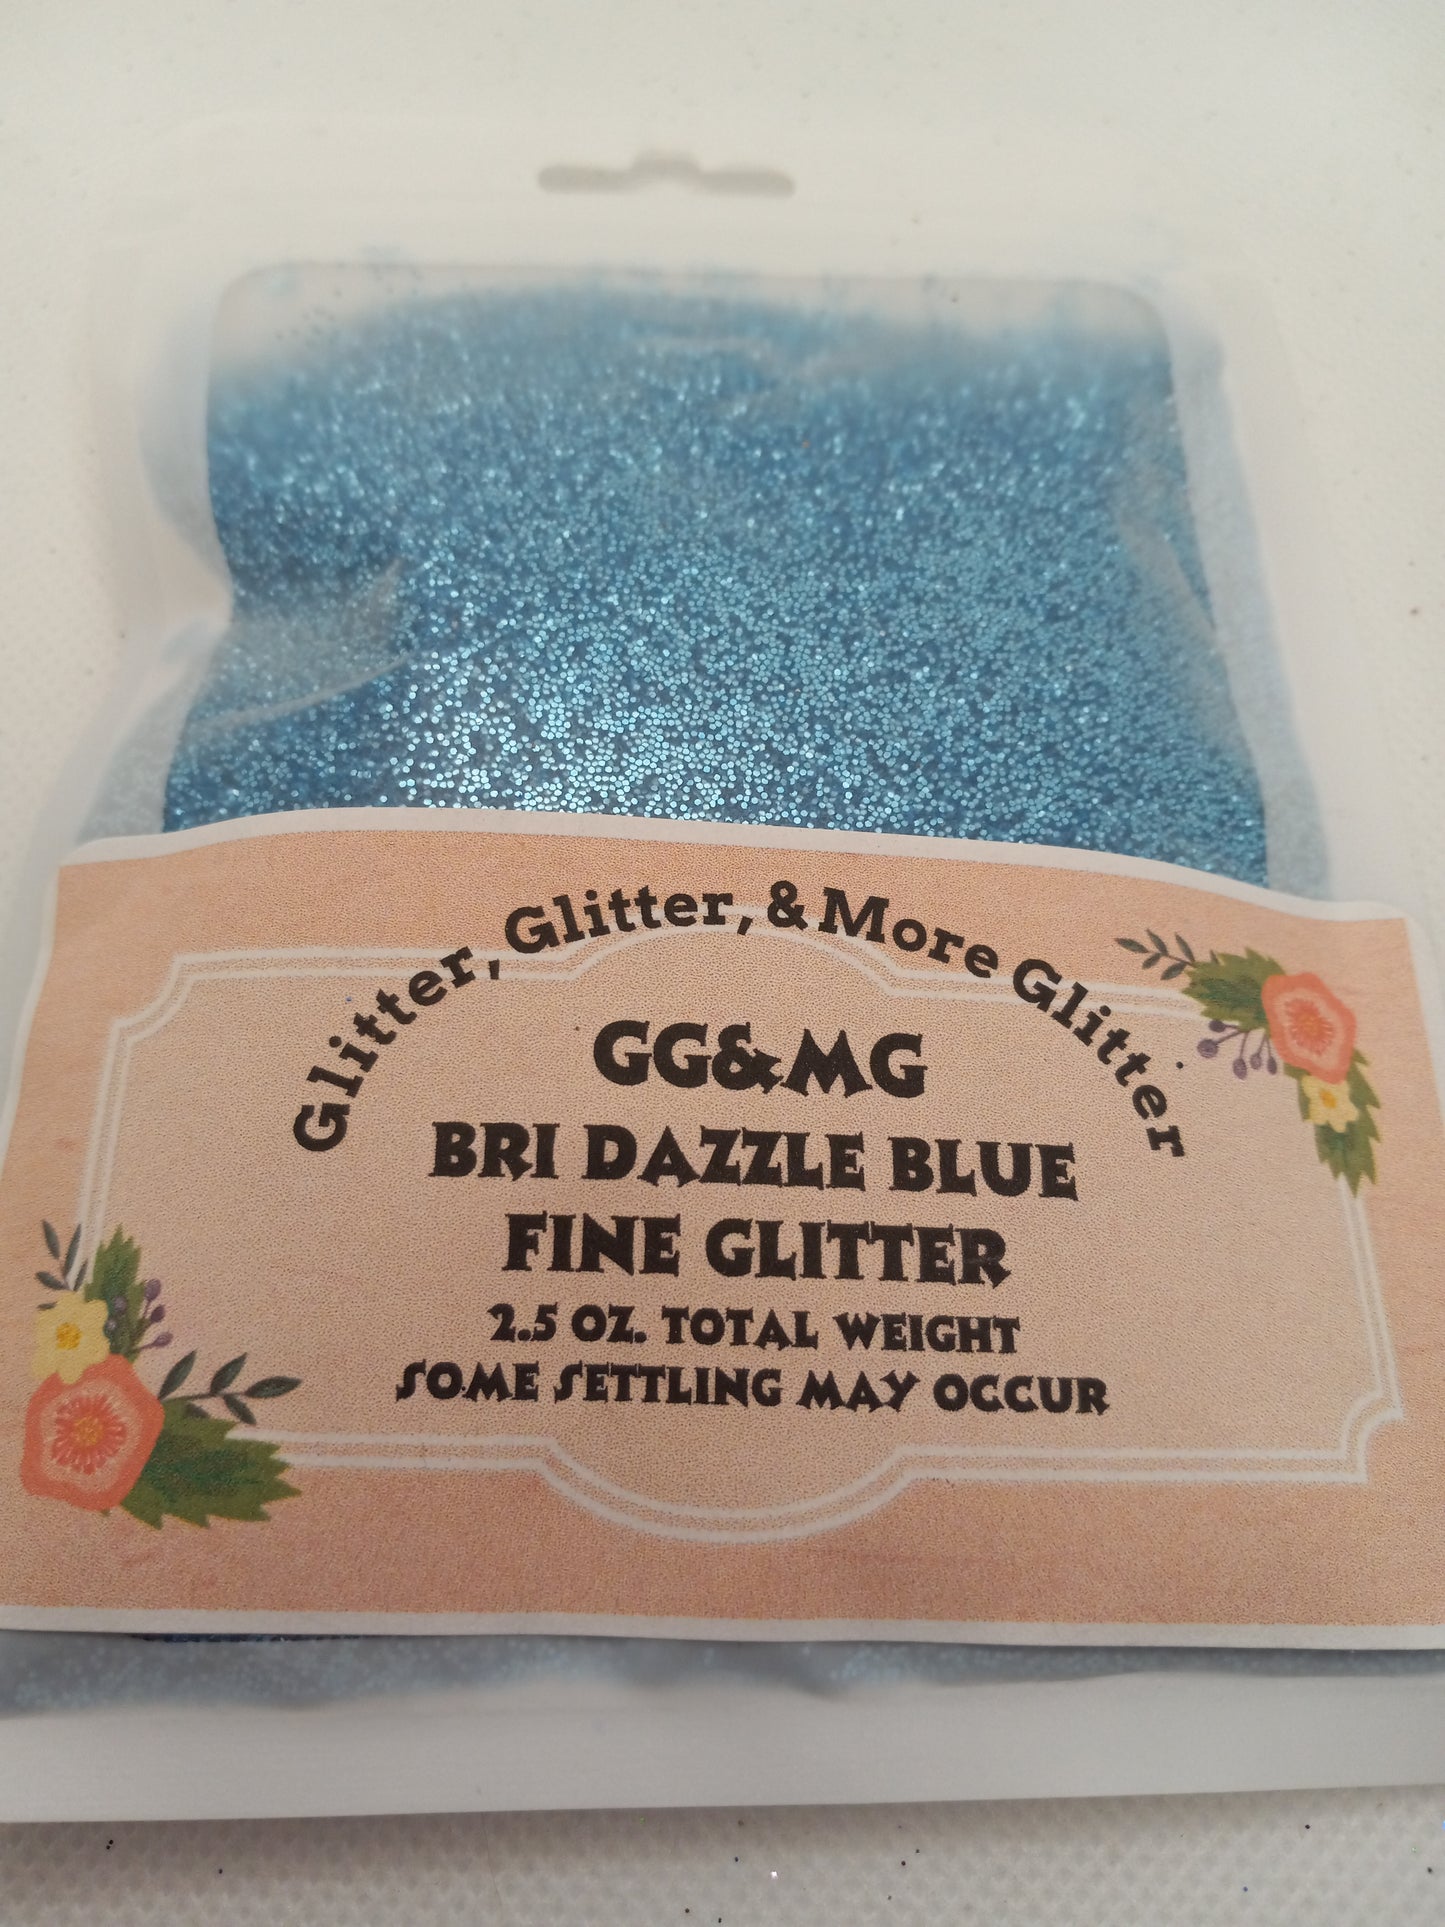 Glitter, Glitter, & More Glitter
GG&MG
BRI DAZZLE BLUE
FINE GLITTER
2.5 OZ. TOTAL WEIGHT
SOME SETTLING MAY OCCUR